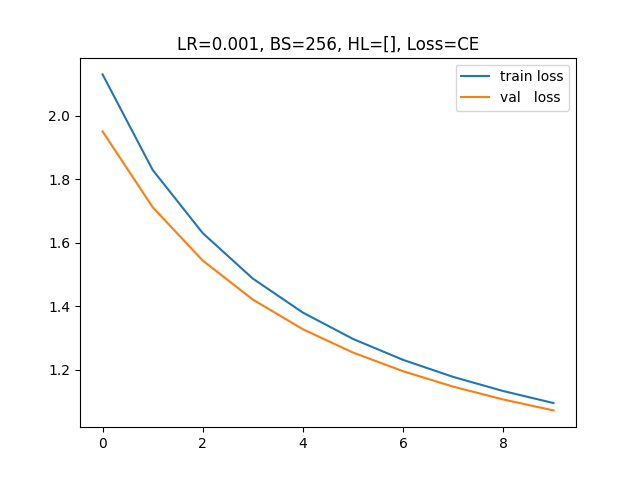 LR=0.001, BS=256, HL=[], Loss=CE
train loss
val   loss
2.0
1.8
1.6
1.4
1.2
0 2 4 6 8